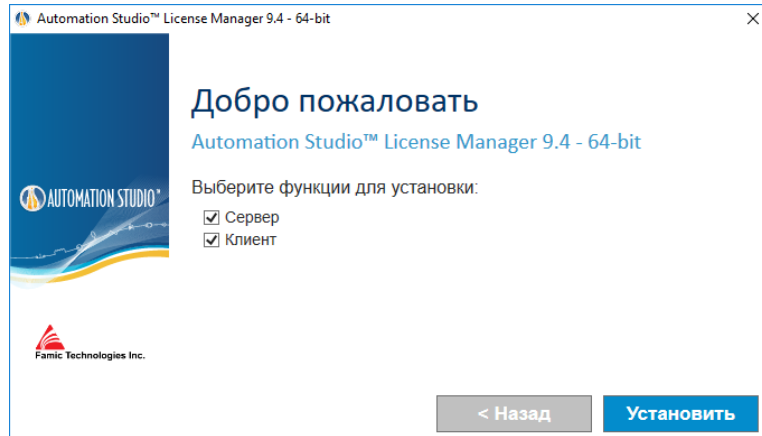 Automation Studio™ License Manager 9.4 - 64-bit
Добро пожаловать
Automation Studio™ License Manager 9.4 - 64-bit
Выберите функции для установки:
Сервер
Клиент
AUTOMATION STUDIO™
Famic Technologies Inc.
< Назад
Установить